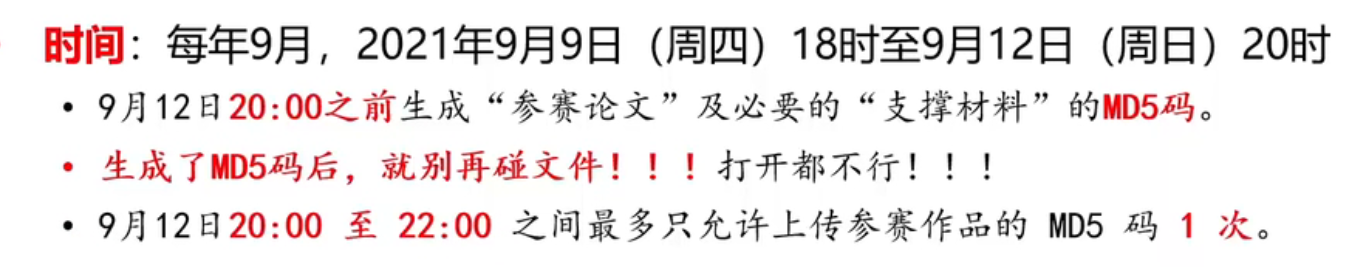 时间：每年9月，2021年9月9日（周四）18时至9月12日（周日）20时
• 9月12日20:00之前生成“参赛论文”及必要的“支撑材料”的MD5码。
• 生成了MD5码后，就别再碰文件！！！打开都不行！！！
• 9月12日20:00 至 22:00 之间最多只允许上传参赛作品的 MD5 码 1 次。